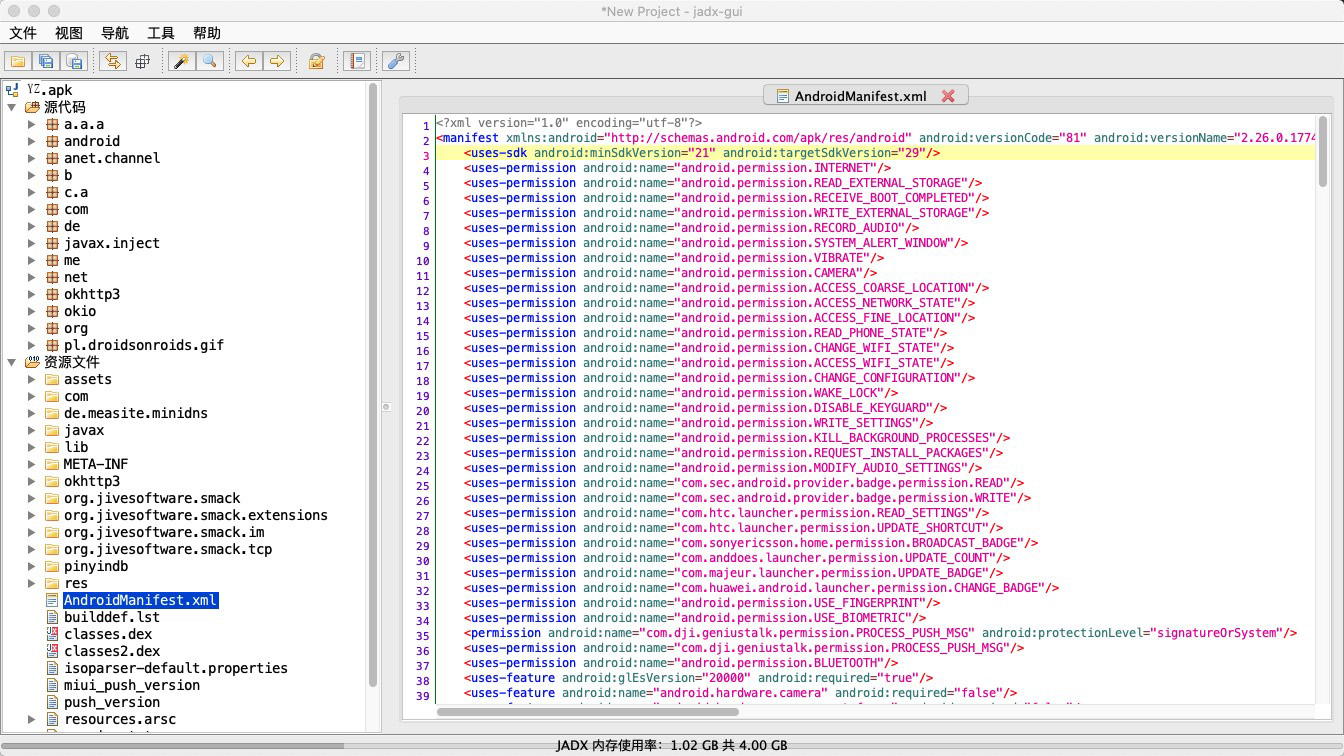 *New Project - jadx-gui
文件 视图 导航 工具 帮助
YZ.apk
源代码
a.a.a
android
anet.channel
b
c.a
com
de
javax.inject
me
net
okhttp3
okio
org
pl.droidsonroids.gif
资源文件
assets
com
de.measite.minidns
javax
lib
META-INF
okhttp3
org.jivesoftware.smack
org.jivesoftware.smack.extensions
org.jivesoftware.smack.im
org.jivesoftware.smack.tcp
pinyindb
res
AndroidManifest.xml
builddef.lst
classes.dex
classes2.dex
isoparser-default.properties
miui_push_version
push_version
resources.arsc
AndroidManifest.xml
1 <?xml version="1.0" encoding="utf-8"?>
2 <manifest xmlns:android="http://schemas.android.com/apk/res/android" android:versionCode="81" android:versionName="2.26.0.1774
3 <uses-sdk android:minSdkVersion="21" android:targetSdkVersion="29"/>
4 <uses-permission android:name="android.permission.INTERNET"/>
5 <uses-permission android:name="android.permission.READ_EXTERNAL_STORAGE"/>
6 <uses-permission android:name="android.permission.RECEIVE_BOOT_COMPLETED"/>
7 <uses-permission android:name="android.permission.WRITE_EXTERNAL_STORAGE"/>
8 <uses-permission android:name="android.permission.RECORD_AUDIO"/>
9 <uses-permission android:name="android.permission.SYSTEM_ALERT_WINDOW"/>
10 <uses-permission android:name="android.permission.VIBRATE"/>
11 <uses-permission android:name="android.permission.CAMERA"/>
12 <uses-permission android:name="android.permission.ACCESS_COARSE_LOCATION"/>
13 <uses-permission android:name="android.permission.ACCESS_NETWORK_STATE"/>
14 <uses-permission android:name="android.permission.ACCESS_FINE_LOCATION"/>
15 <uses-permission android:name="android.permission.READ_PHONE_STATE"/>
16 <uses-permission android:name="android.permission.CHANGE_WIFI_STATE"/>
17 <uses-permission android:name="android.permission.ACCESS_WIFI_STATE"/>
18 <uses-permission android:name="android.permission.CHANGE_CONFIGURATION"/>
19 <uses-permission android:name="android.permission.WAKE_LOCK"/>
20 <uses-permission android:name="android.permission.DISABLE_KEYGUARD"/>
21 <uses-permission android:name="android.permission.WRITE_SETTINGS"/>
22 <uses-permission android:name="android.permission.KILL_BACKGROUND_PROCESSES"/>
23 <uses-permission android:name="android.permission.REQUEST_INSTALL_PACKAGES"/>
24 <uses-permission android:name="android.permission.MODIFY_AUDIO_SETTINGS"/>
25 <uses-permission android:name="com.sec.android.provider.badge.permission.READ"/>
26 <uses-permission android:name="com.sec.android.provider.badge.permission.WRITE"/>
27 <uses-permission android:name="com.htc.launcher.permission.READ_SETTINGS"/>
28 <uses-permission android:name="com.htc.launcher.permission.UPDATE_SHORTCUT"/>
29 <uses-permission android:name="com.sonyericsson.home.permission.BROADCAST_BADGE"/>
30 <uses-permission android:name="com.anddoes.launcher.permission.UPDATE_COUNT"/>
31 <uses-permission android:name="com.majeur.launcher.permission.UPDATE_BADGE"/>
32 <uses-permission android:name="com.huawei.android.launcher.permission.CHANGE_BADGE"/>
33 <uses-permission android:name="android.permission.USE_FINGERPRINT"/>
34 <uses-permission android:name="android.permission.USE_BIOMETRIC"/>
35 <permission android:name="com.dji.geniustalk.permission.PROCESS_PUSH_MSG" android:protectionLevel="signatureOrSystem"/>
36 <uses-permission android:name="com.dji.geniustalk.permission.PROCESS_PUSH_MSG"/>
37 <uses-permission android:name="android.permission.BLUETOOTH"/>
38 <uses-feature android:glEsVersion="20000" android:required="true"/>
39 <uses-feature android:name="android.hardware.camera" android:required="false"/>
JADX 内存使用率：1.02 GB 共 4.00 GB